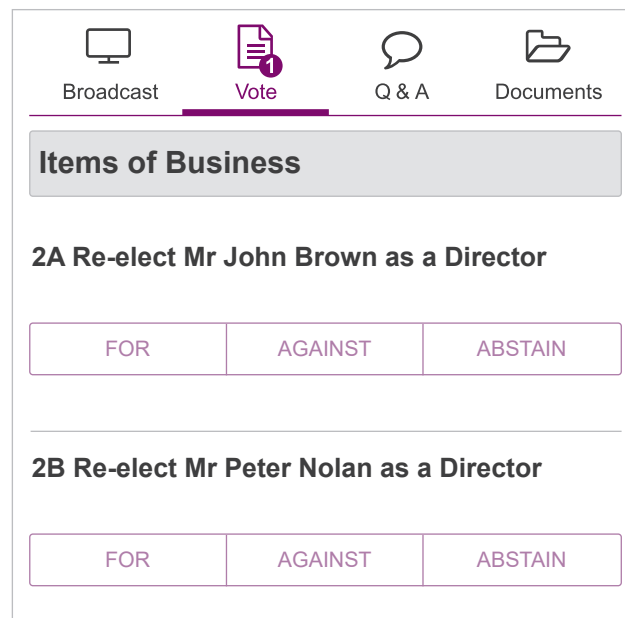 1
Broadcast Vote Q & A Documents
Items of Business
2A Re-elect Mr John Brown as a Director
FOR AGAINST ABSTAIN
2B Re-elect Mr Peter Nolan as a Director
FOR AGAINST ABSTAIN